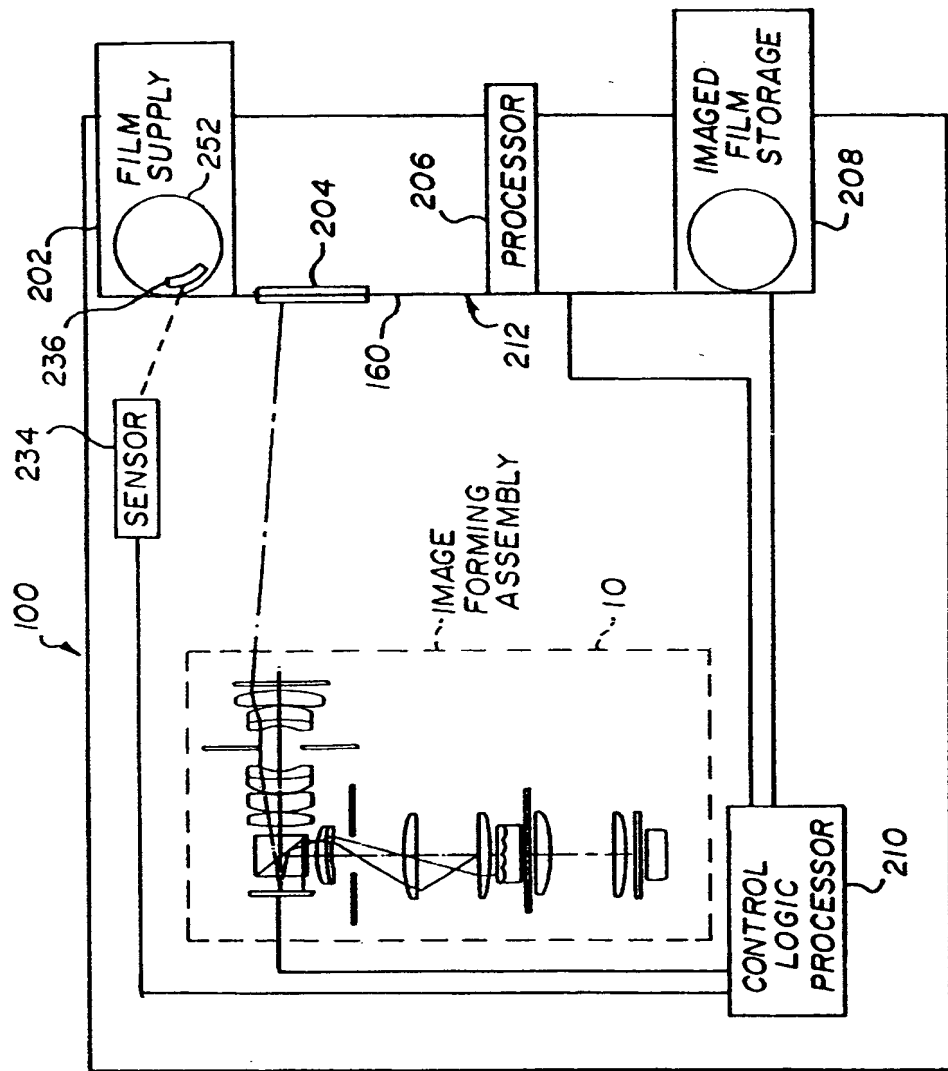 100
234
SENSOR
236
202
FILM
SUPPLY
252
204
160
212
206
PROCESSOR
IMAGED
FILM
STORAGE
208
IMAGE
FORMING
ASSEMBLY
10
CONTROL
LOGIC
PROCESSOR
210